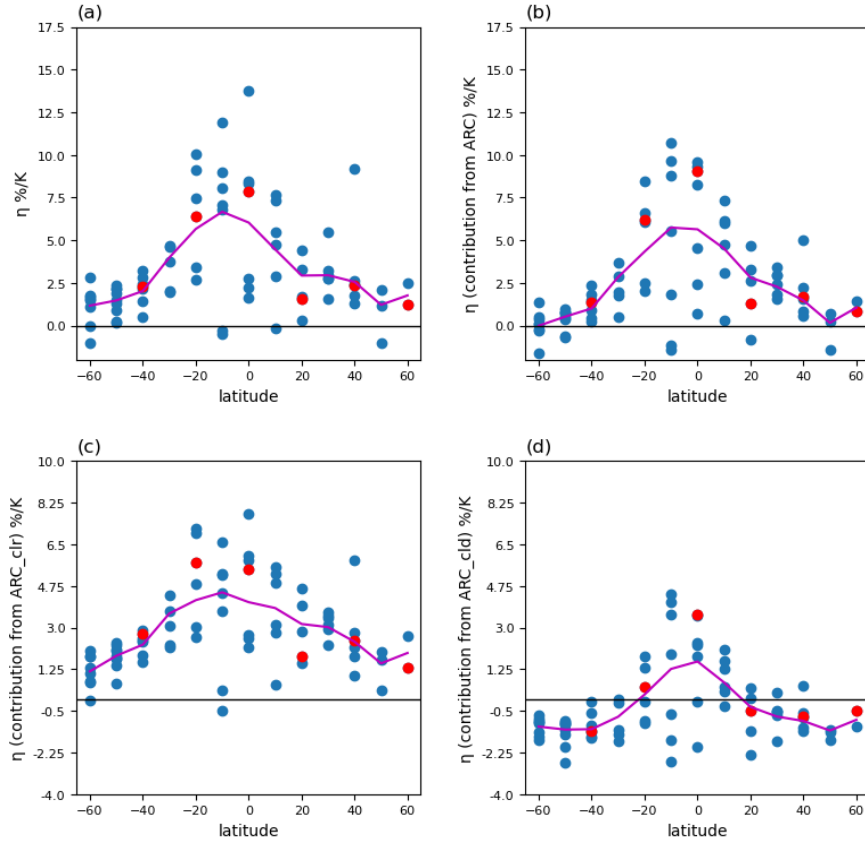 (a)
17.5
15.0
12.5
10.0
7.5
5.0
2.5
0.0
η %/K
−60 −40 −20 0 20 40 60
latitude
(b)
17.5
15.0
12.5
10.0
7.5
5.0
2.5
0.0
η (contribution from ARC) %/K
−60 −40 −20 0 20 40 60
latitude
(c)
10.0
8.25
6.5
4.75
3.0
1.25
−0.5
−2.25
−4.0
η (contribution from ARC_clr) %/K
−60 −40 −20 0 20 40 60
latitude
(d)
10.0
8.25
6.5
4.75
3.0
1.25
−0.5
−2.25
−4.0
η (contribution from ARC_cld) %/K
−60 −40 −20 0 20 40 60
latitude